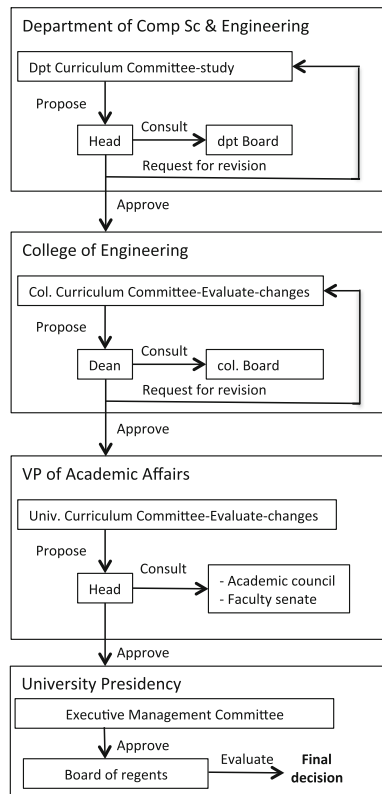 Department of Comp Sc & Engineering
Dpt Curriculum Committee-study
Propose
Head
Consult
dpt Board
Request for revision
Approve
College of Engineering
Col. Curriculum Committee-Evaluate-changes
Propose
Dean
Consult
col. Board
Request for revision
Approve
VP of Academic Affairs
Univ. Curriculum Committee-Evaluate-changes
Propose
Head
Consult
- Academic council
- Faculty senate
Approve
University Presidency
Executive Management Committee
Approve
Board of regents
Evaluate
Final
decision